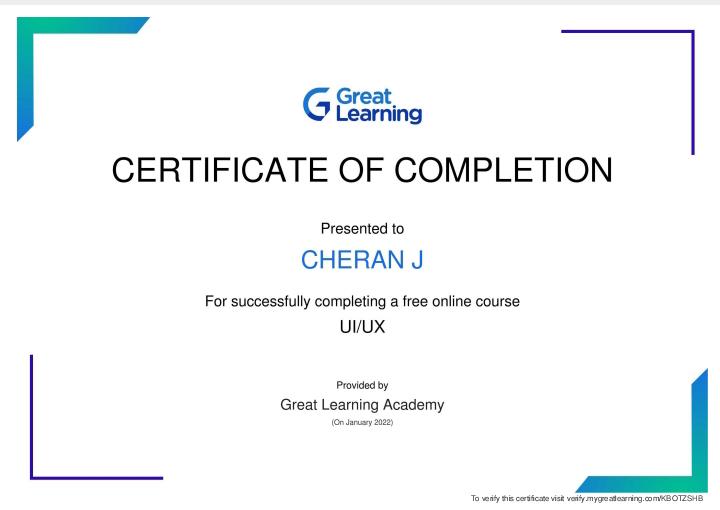 Great
Learning
CERTIFICATE OF COMPLETION
Presented to
CHERAN J
For successfully completing a free online course
UI/UX
Provided by
Great Learning Academy
(On January 2022)
To verify this certificate visit verify.mygreatlearning.com/KBOTZSHB